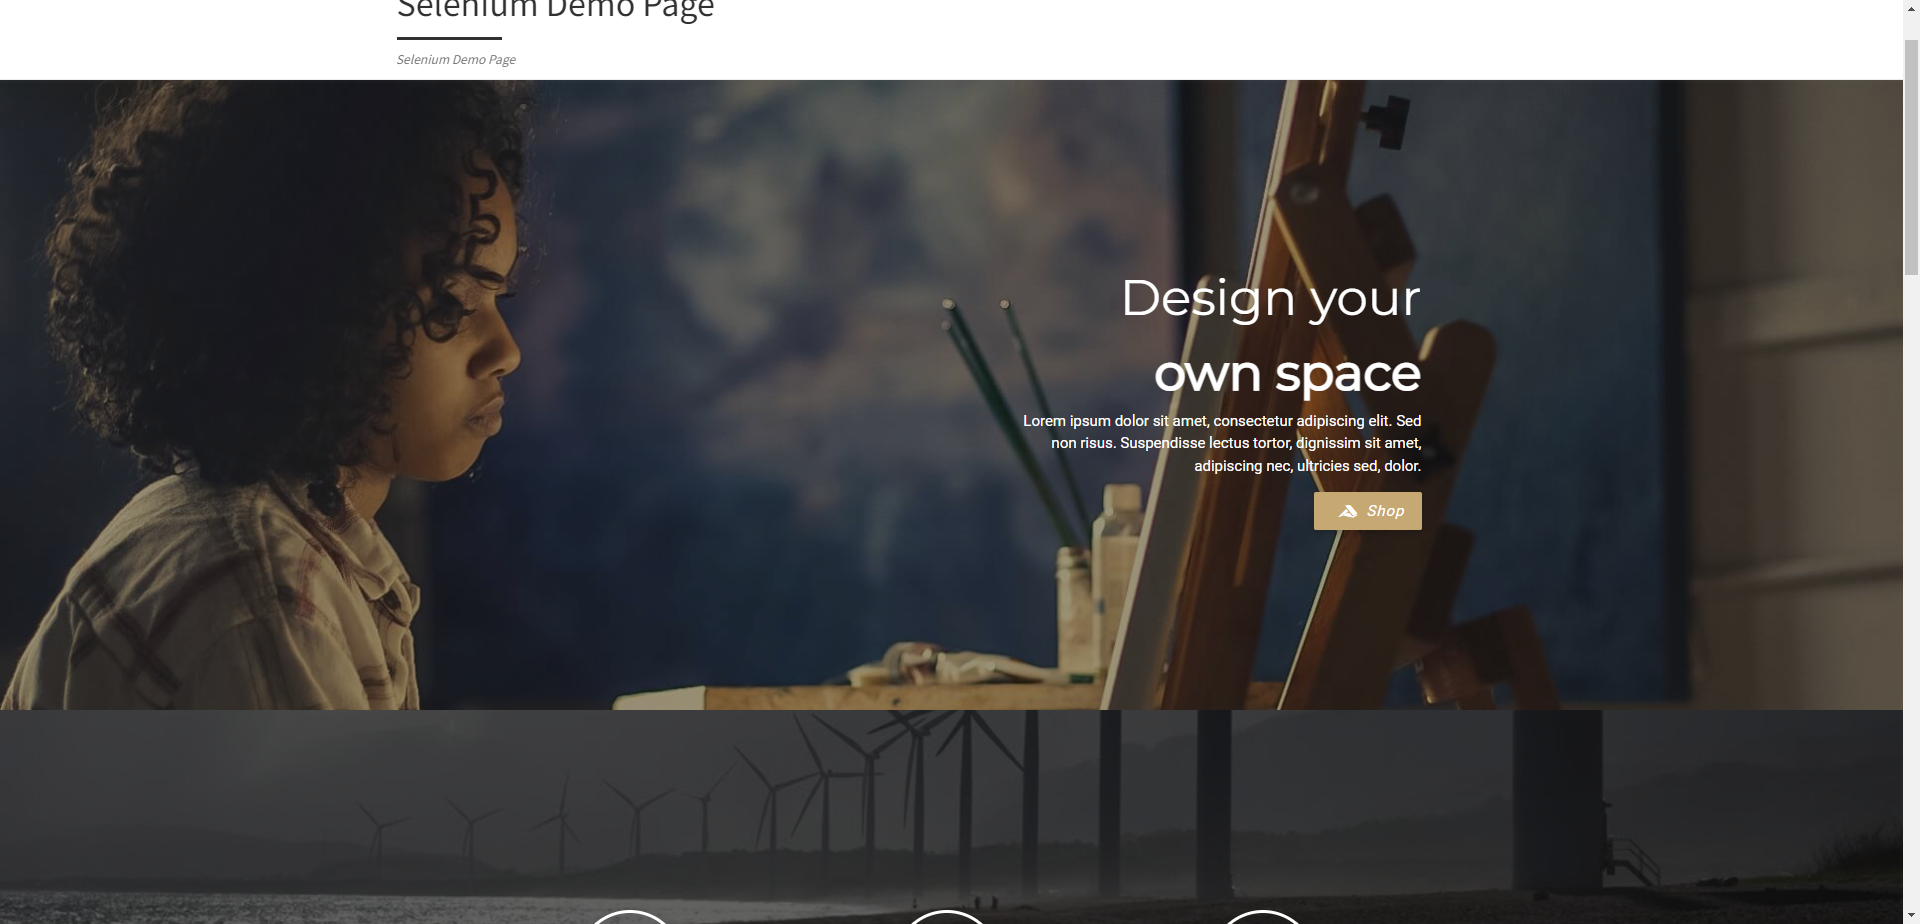 Selenium Demo Page
Selenium Demo Page
Design your
own space
Lorem ipsum dolor sit amet, consectetur adipiscing elit. Sed
non risus. Suspendisse lectus tortor, dignissim sit amet,
adipiscing nec, ultricies sed, dolor.
Shop